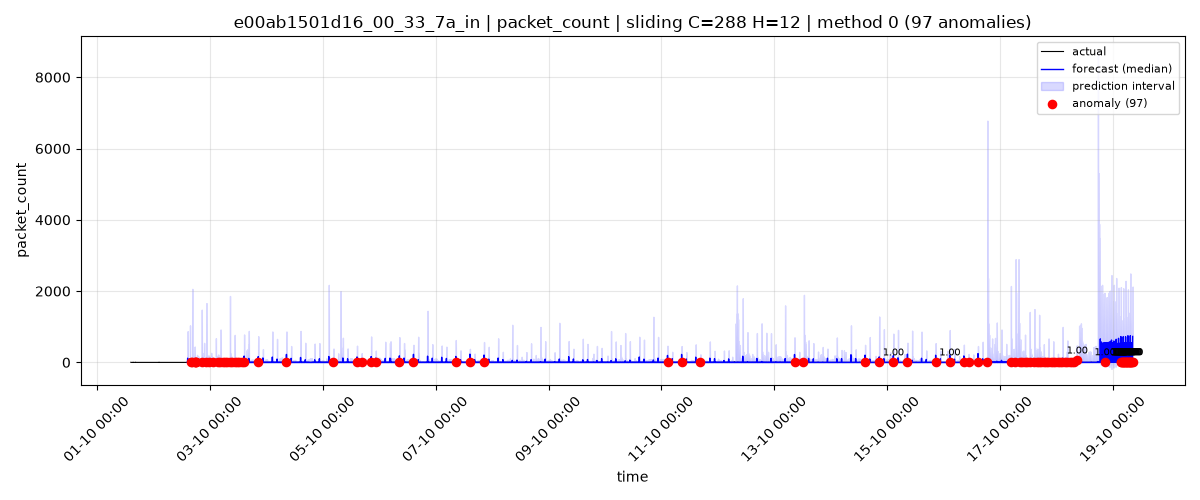 e00ab1501d16_00_33_7a_in | packet_count | sliding C=288 H=12 | method 0 (97 anomalies)
actual
forecast (median)
prediction interval
anomaly (97)
packet_count
8000
6000
4000
2000
0
1.00
1.00
1.00
01-10 00:00
03-10 00:00
05-10 00:00
07-10 00:00
09-10 00:00
11-10 00:00
13-10 00:00
15-10 00:00
17-10 00:00
19-10 00:00
time